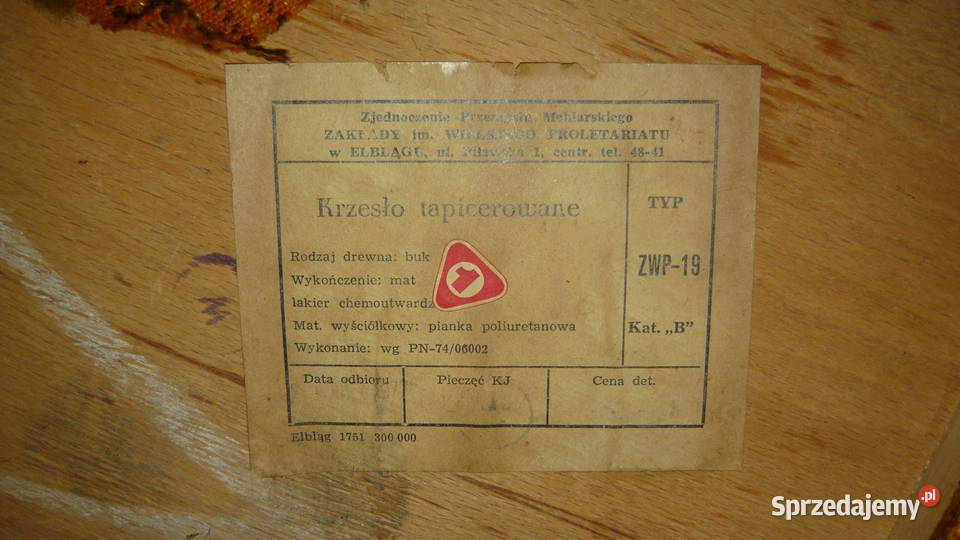 Zjednoczenie Przemysłu Meblarskiego
ZAKŁADY im. WIELKIEGO PROLETARIATU
w ELBLĄGU, ul. 1, centr. tel. 48-41
Krzesło tapicerowane
TYP
ZWP-19
Kat. „B”
Rodzaj drewna: buk
Wykończenie: mat
lakier chemoutwardz
Mat. wyściółkowy: pianka poliuretanowa
Wykonanie: wg PN-74/06002
1
Data odbioru
Pieczęć KJ
Cena det.
Elbląg 1751 300 000
Sprzedajemy.pl